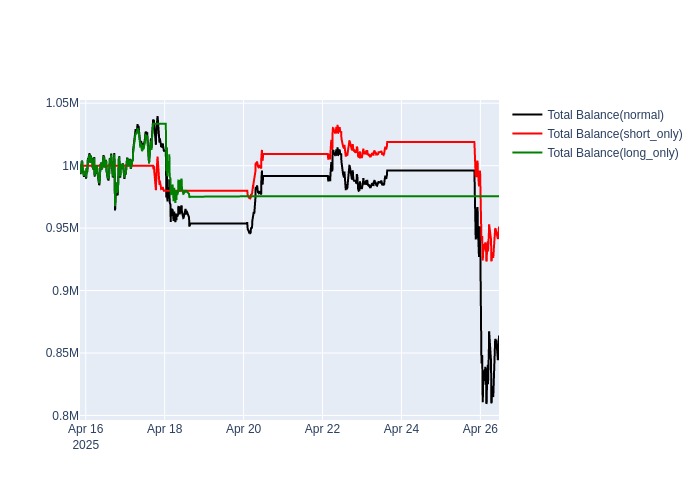 1.05M
1M
0.95M
0.9M
0.85M
0.8M
Apr 16
2025
Apr 18
Apr 20
Apr 22
Apr 24
Apr 26
Total Balance(normal)
Total Balance(short_only)
Total Balance(long_only)